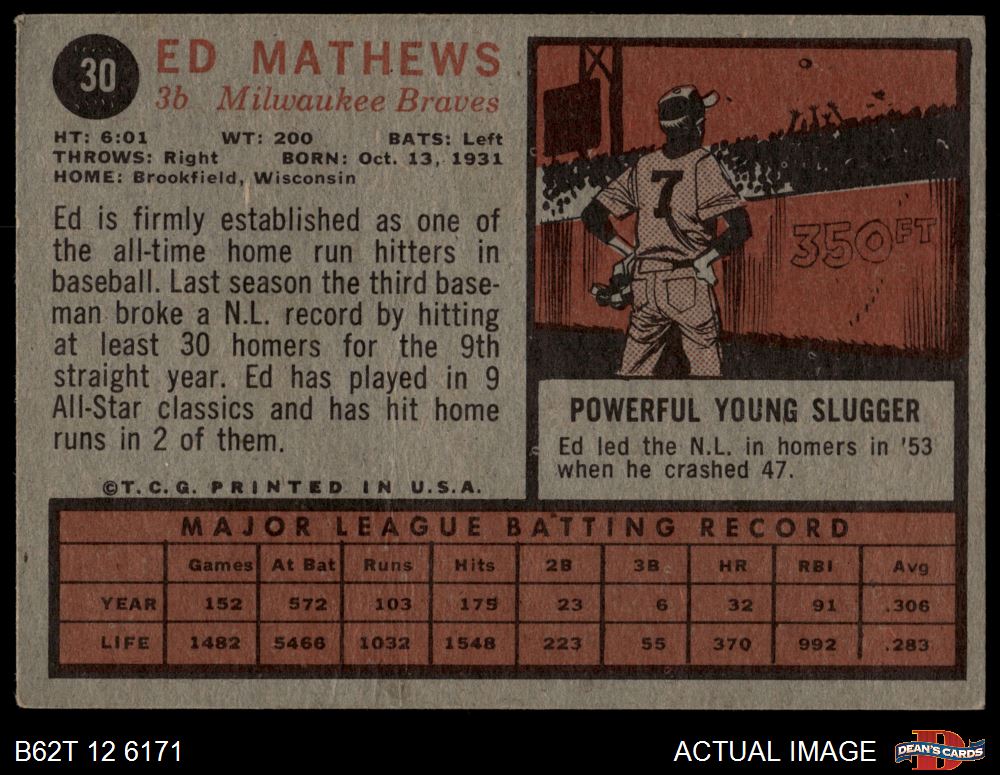 30
ED MATHEWS
3b Milwaukee Braves
HT: 6:01 WT: 200 BATS: Left
THROWS: Right BORN: Oct. 13, 1931
HOME: Brookfield, Wisconsin
Ed is firmly established as one of
the all-time home run hitters in
baseball. Last season the third base-
man broke a N.L. record by hitting
at least 30 homers for the 9th
straight year. Ed has played in 9
All-Star classics and has hit home
runs in 2 of them.
©T.C.G. PRINTED IN U.S.A.
7
350FT
POWERFUL YOUNG SLUGGER
Ed led the N.L. in homers in '53
when he crashed 47.
MAJOR LEAGUE BATTING RECORD
Games At Bat Runs Hits 2B 3B HR RBI Avg
YEAR 152 572 103 175 23 6 32 91 .306
LIFE 1482 5466 1032 1548 223 55 370 992 .283
B62T 12 6171
ACTUAL IMAGE
D
DEAN'S CARDS